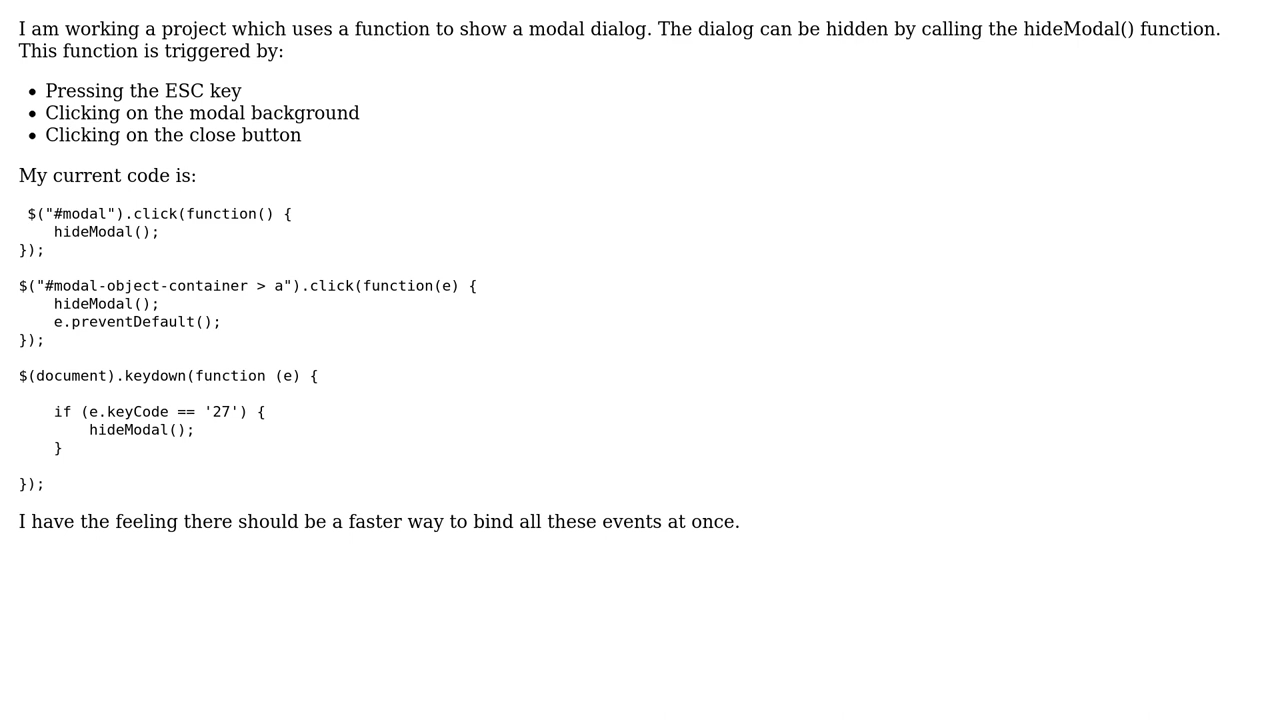 I am working a project which uses a function to show a modal dialog. The dialog can be hidden by calling the hideModal() function.
This function is triggered by:
• Pressing the ESC key
• Clicking on the modal background
• Clicking on the close button
My current code is:
 $("#modal").click(function() {
    hideModal();
});
$("#modal-object-container > a").click(function(e) {
    hideModal();
    e.preventDefault();
});
$(document).keydown(function (e) {
    if (e.keyCode == '27') {
        hideModal();
    }
});
I have the feeling there should be a faster way to bind all these events at once.